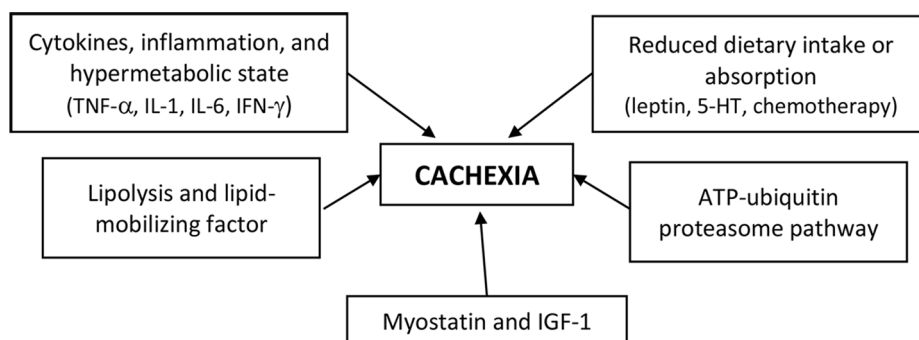 Cytokines, inflammation, and
hypermetabolic state
(TNF-α, IL-1, IL-6, IFN-γ)
Reduced dietary intake or
absorption
(leptin, 5-HT, chemotherapy)
CACHEXIA
Lipolysis and lipid-
mobilizing factor
ATP-ubiquitin
proteasome pathway
Myostatin and IGF-1